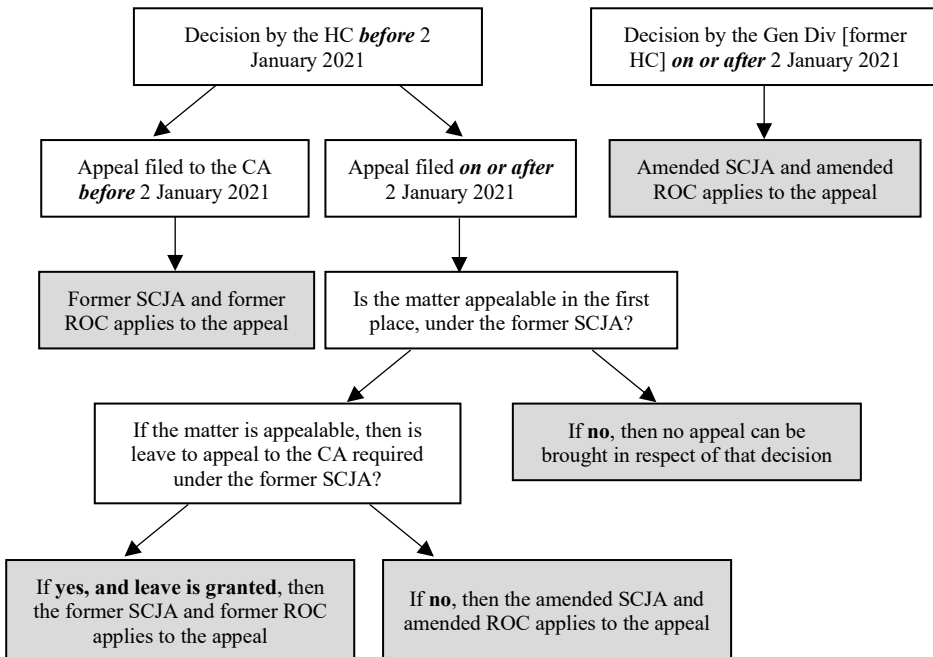 Decision by the HC before 2
January 2021
Decision by the Gen Div [former
HC] on or after 2 January 2021
Appeal filed to the CA
before 2 January 2021
Appeal filed on or after
2 January 2021
Amended SCJA and amended
ROC applies to the appeal
Former SCJA and former
ROC applies to the appeal
Is the matter appealable in the first
place, under the former SCJA?
If the matter is appealable, then is
leave to appeal to the CA required
under the former SCJA?
If no, then no appeal can be
brought in respect of that decision
If yes, and leave is granted, then
the former SCJA and former ROC
applies to the appeal
If no, then the amended SCJA and
amended ROC applies to the appeal